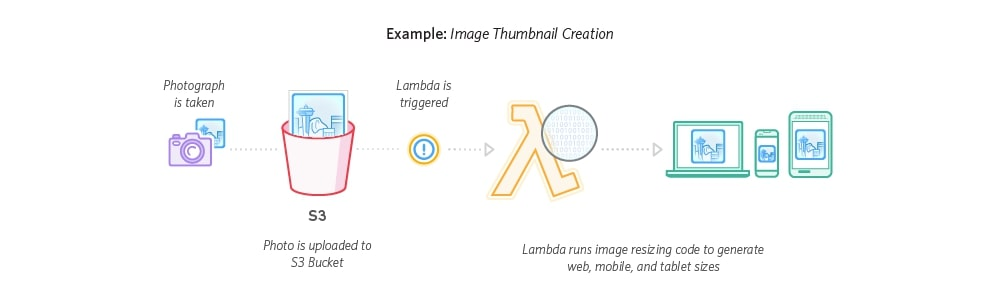 Example: Image Thumbnail Creation
Photograph
is taken
Lambda is
triggered
S3
Photo is uploaded to
S3 Bucket
Lambda runs image resizing code to generate
web, mobile, and tablet sizes